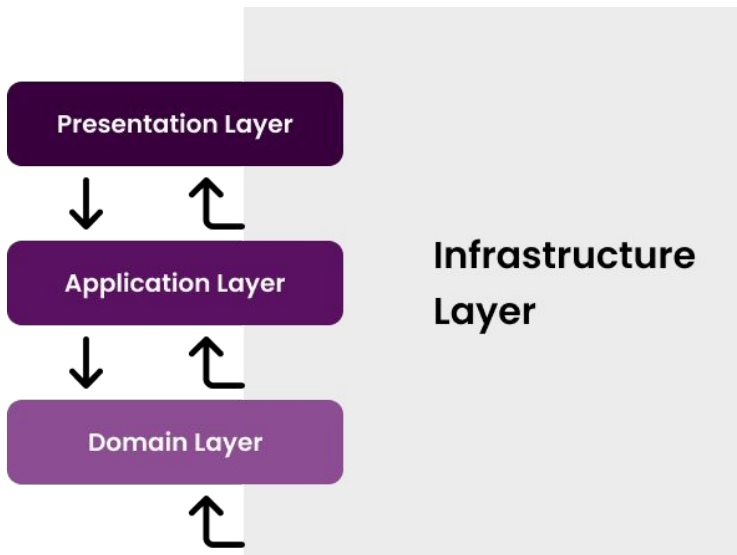 Presentation Layer
Application Layer
Domain Layer
Infrastructure
Layer